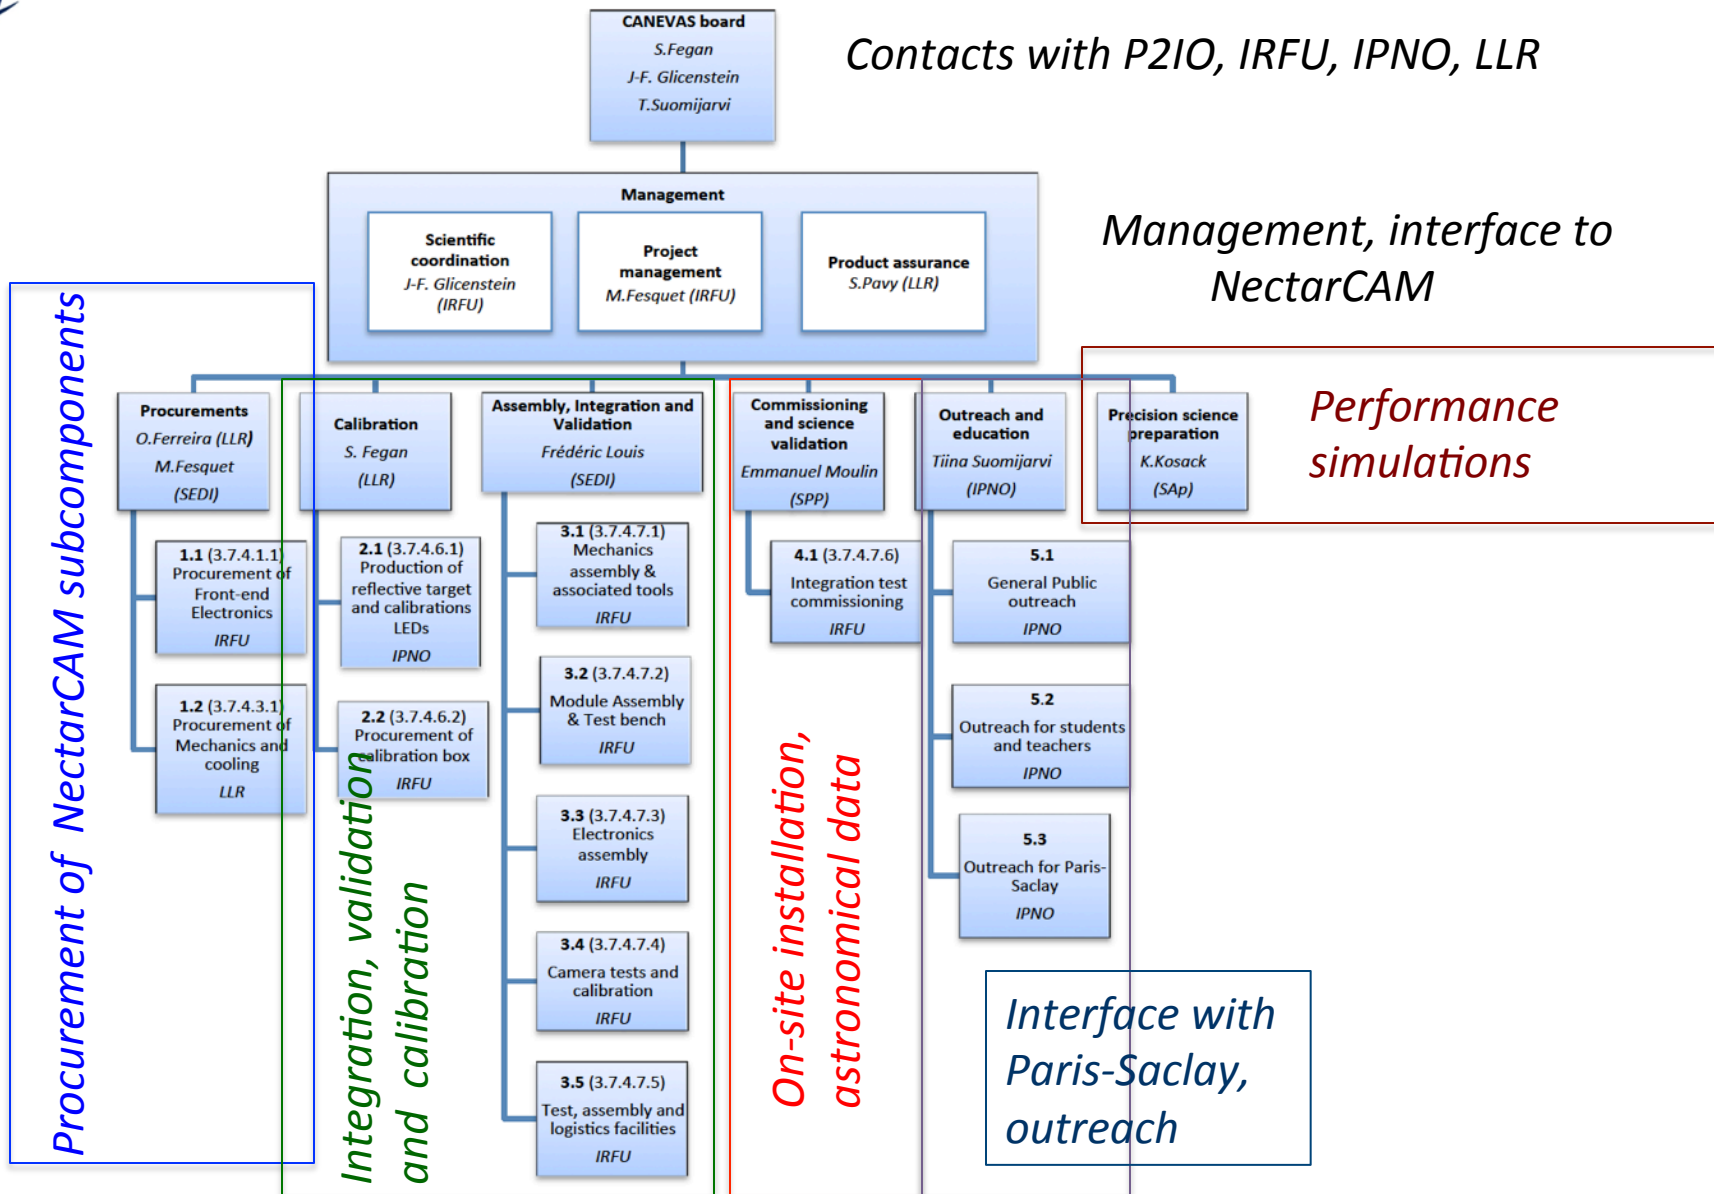 CANEVAS board
S.Fegan
J-F. Glicenstein
T.Suomijarvi
Contacts with P2IO, IRFU, IPNO, LLR
Management
Scientific
coordination
J-F. Glicenstein
(IRFU)
Project
management
M.Fesquet (IRFU)
Product assurance
S.Pavy (LLR)
Management, interface to
NectarCAM
Procurement of NectarCAM subcomponents
Procurements
O.Ferreira (LLR)
M.Fesquet
(SEDI)
1.1 (3.7.4.1.1)
Procurement of
Front-end
Electronics
IRFU
1.2 (3.7.4.3.1)
Procurement of
Mechanics and
cooling
LLR
Calibration
S. Fegan
(LLR)
2.1 (3.7.4.6.1)
Production of
reflective target
and calibrations
LEDs
IPNO
2.2 (3.7.4.6.2)
Procurement of
calibration box
IRFU
Integration, validation
and calibration
Assembly, Integration and
Validation
Frédéric Louis
(SEDI)
3.1 (3.7.4.7.1)
Mechanics
assembly &
associated tools
IRFU
3.2 (3.7.4.7.2)
Module Assembly
& Test bench
IRFU
3.3 (3.7.4.7.3)
Electronics
assembly
IRFU
3.4 (3.7.4.7.4)
Camera tests and
calibration
IRFU
3.5 (3.7.4.7.5)
Test, assembly and
logistics facilities
IRFU
Commissioning
and science
validation
Emmanuel Moulin
(SPP)
4.1 (3.7.4.7.6)
Integration test
commissioning
IRFU
On-site installation,
astronomical data
Outreach and
education
Tiina Suomijarvi
(IPNO)
5.1
General Public
outreach
IPNO
5.2
Outreach for students
and teachers
IPNO
5.3
Outreach for Paris-
Saclay
IPNO
Precision science
preparation
K.Kosack
(SAp)
Performance
simulations
Interface with
Paris-Saclay,
outreach